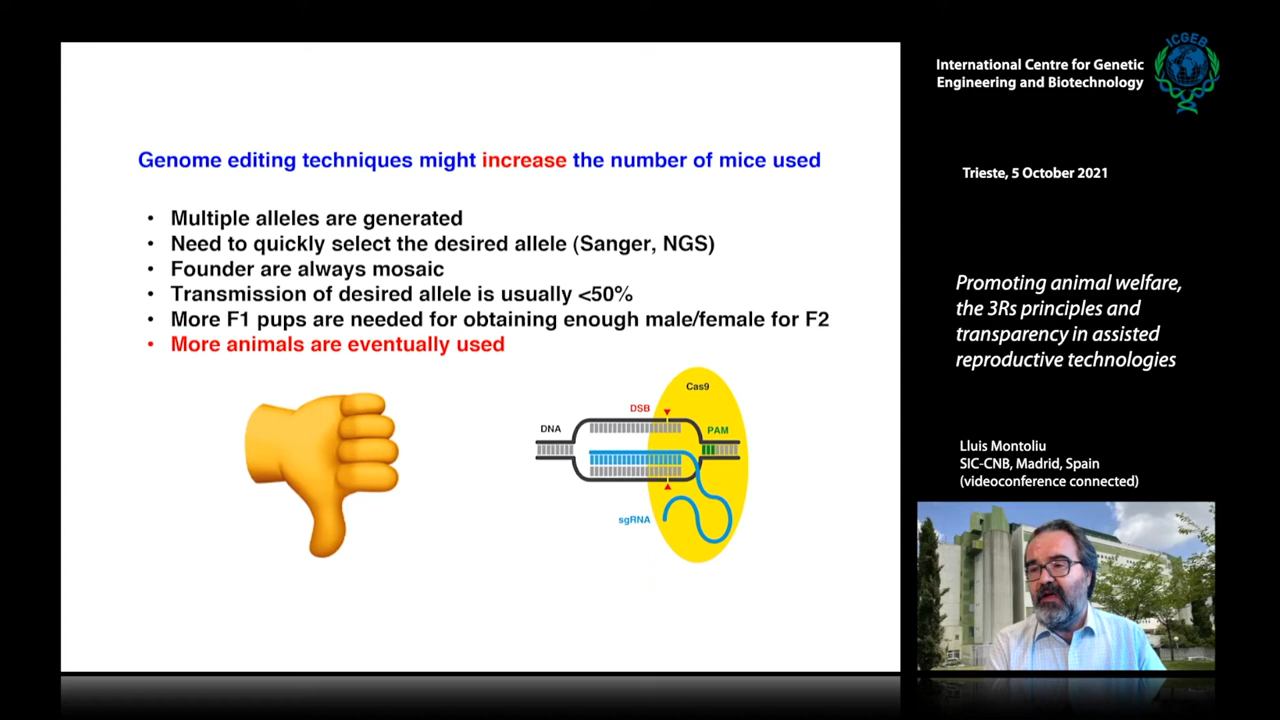 Genome editing techniques might increase the number of mice used
• Multiple alleles are generated
• Need to quickly select the desired allele (Sanger, NGS)
• Founder are always mosaic
• Transmission of desired allele is usually <50%
• More F1 pups are needed for obtaining enough male/female for F2
• More animals are eventually used
Cas9
DSB
DNA
PAM
sgRNA
International Centre for Genetic
Engineering and Biotechnology
ICGEB
Trieste, 5 October 2021
Promoting animal welfare,
the 3Rs principles and
transparency in assisted
reproductive technologies
Lluis Montoliu
SIC-CNB, Madrid, Spain
(videoconference connected)